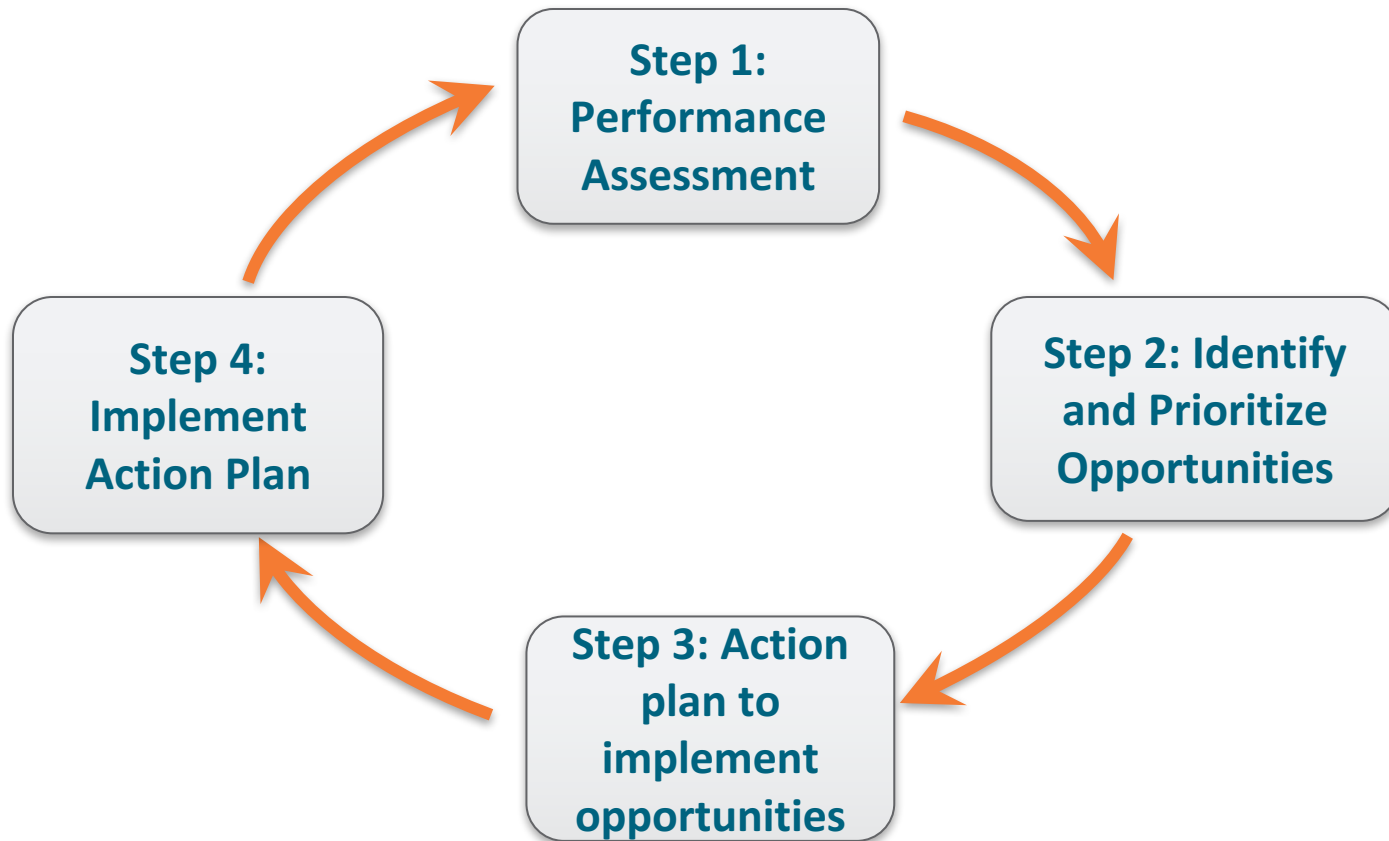 Step 1:
Performance
Assessment
Step 2: Identify
and Prioritize
Opportunities
Step 3: Action
plan to
implement
opportunities
Step 4:
Implement
Action Plan